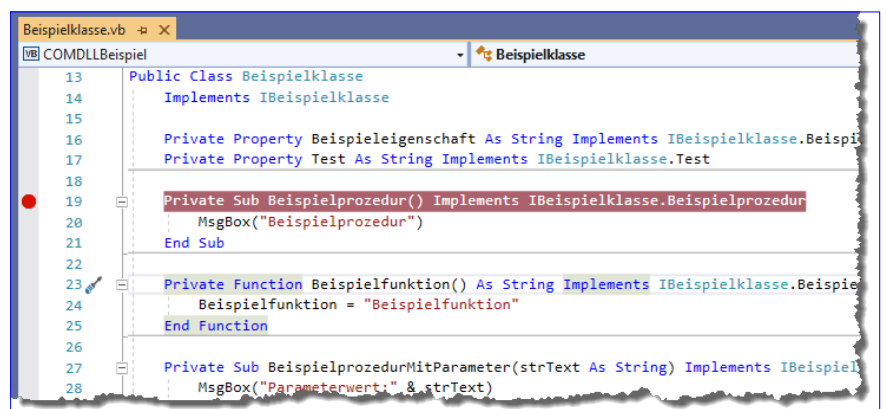 Beispielklasse.vb
VB COMDLLBeispiel Beispielklasse
13 Public Class Beispielklasse
14 Implements IBeispielklasse
15
16 Private Property Beispieleigenschaft As String Implements IBeispielklasse.Beispi
17 Private Property Test As String Implements IBeispielklasse.Test
18
19 Private Sub Beispielprozedur() Implements IBeispielklasse.Beispielprozedur
20 MsgBox("Beispielprozedur")
21 End Sub
22
23 Private Function Beispielfunktion() As String Implements IBeispielklasse.Beispie
24 Beispielfunktion = "Beispielfunktion"
25 End Function
26
27 Private Sub BeispielprozedurMitParameter(strText As String) Implements IBeispiel
28 MsgBox("Parameterwert:" & strText)